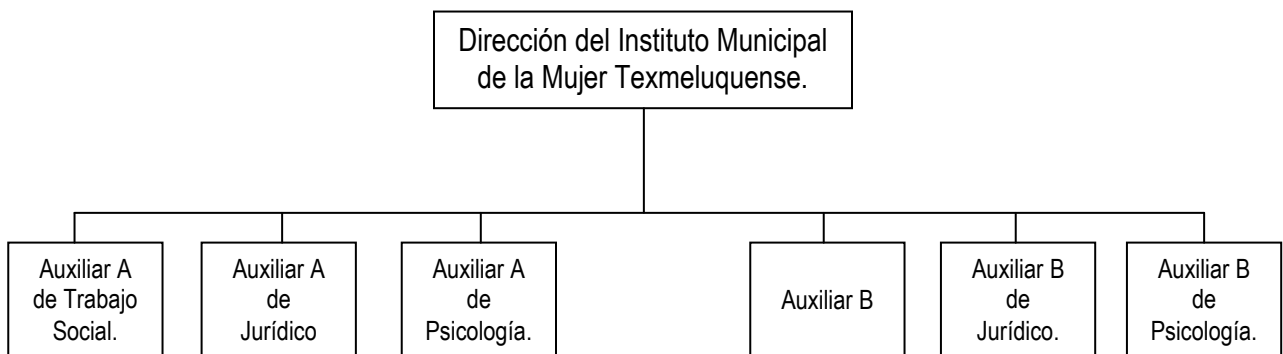 Dirección del Instituto Municipal
de la Mujer Texmeluquense.
Auxiliar A
de Trabajo
Social.
Auxiliar A
de
Jurídico
Auxiliar A
de
Psicología.
Auxiliar B
Auxiliar B
de
Jurídico.
Auxiliar B
de
Psicología.